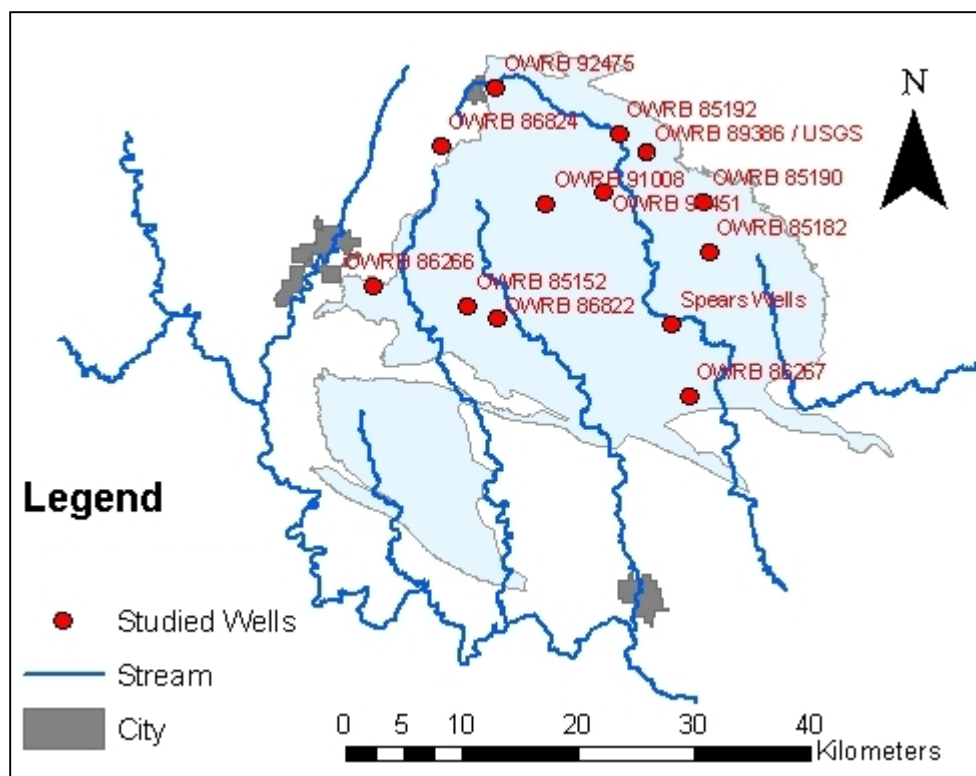 OWRB 92475
N
OWRB 85192
OWRB 86824
OWRB 89386 / USGS
OWRB 91008
OWRB 85190
OWRB
OWRB 85182
OWRB 86266
OWRB 85152
OWRB 86822
Spears Wells
OWRB 86267
Legend
Studied Wells
Stream
City
0 5 10 20 30 40
Kilometers